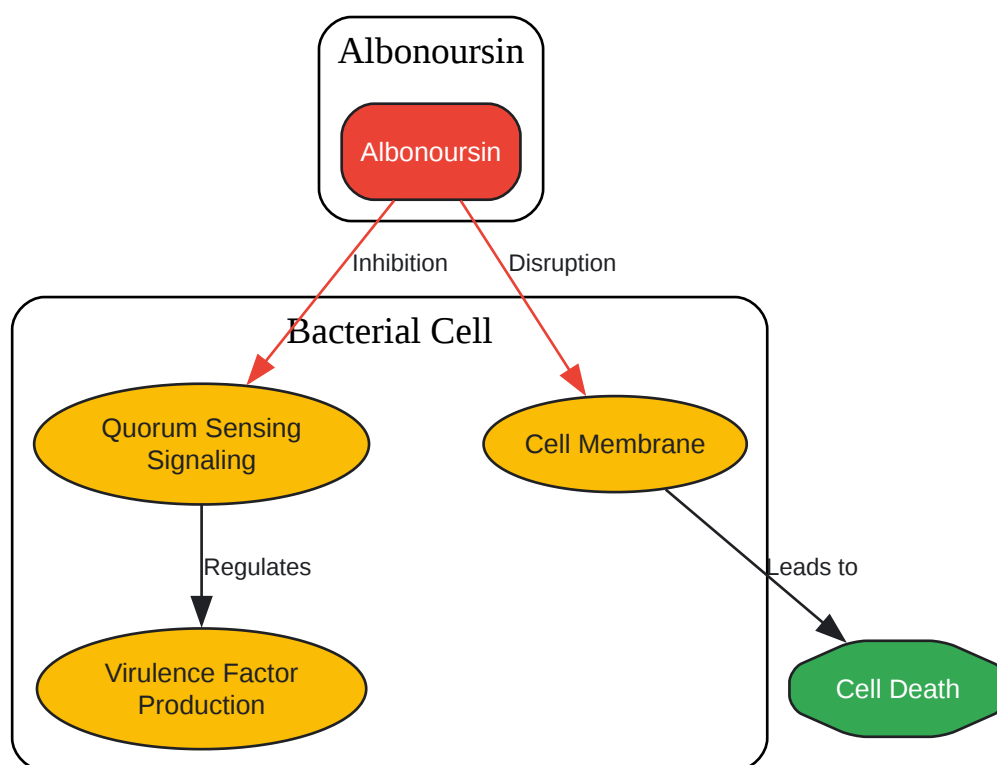 Albonoursin
Albonoursin
Inhibition
Disruption
Bacterial Cell
Quorum Sensing
Signaling
Cell Membrane
Regulates
Leads to
Virulence Factor
Production
Cell Death